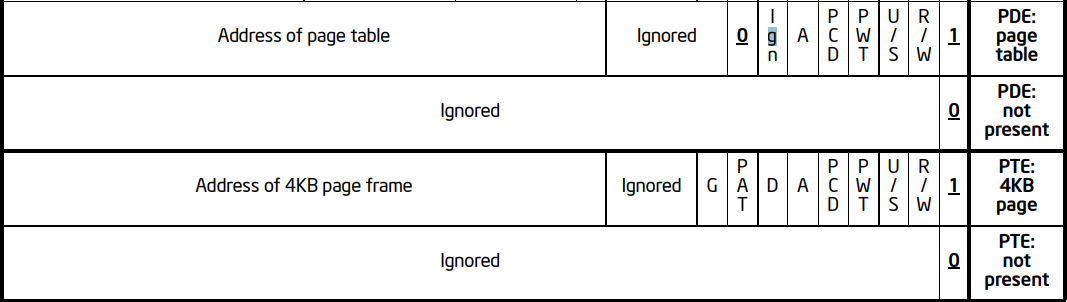 Address of page table Ignored 0 Ign A PCD PWT U/S R/W 1 PDE: page table
Ignored 0 PDE: not present
Address of 4KB page frame Ignored G PAT D A PCD PWT U/S R/W 1 PTE: 4KB page
Ignored 0 PTE: not present